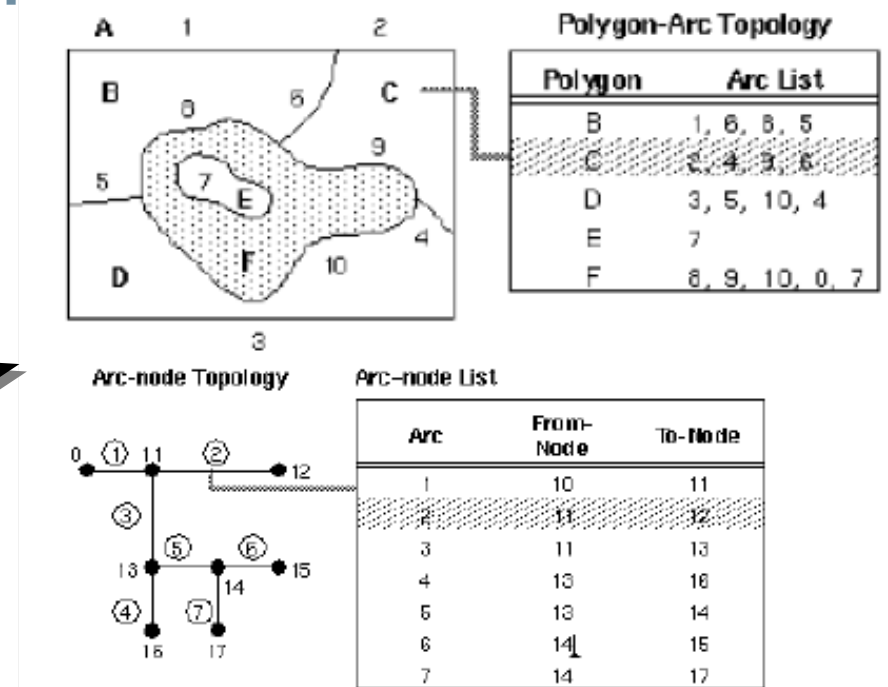 A 1 2
Polygon-Arc Topology
Polygon Arc List
B 1, 6, 8, 5
C 2, 4, 9, 6
D 3, 5, 10, 4
E 7
F 8, 9, 10, 0, 7
B
8
6
C
9
5
7
E
4
F
10
D
3
Arc-node Topology
Arc-node List
Arc From-Node To-Node
1 10 11
2 11 12
3 11 13
4 13 16
5 13 14
6 14 15
7 14 17
0 1 11 2
12
3
5 6
13 14 15
4 7
16 17